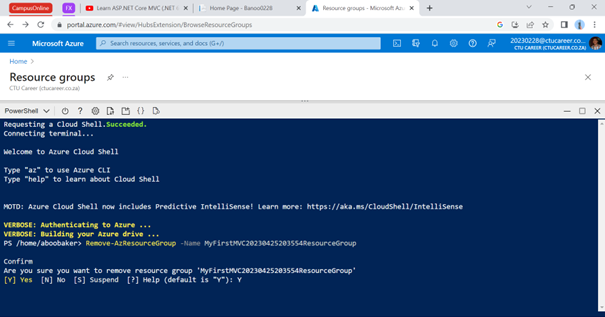 CampusOnline
FX
Learn ASP.NET Core MVC (.NET
Home Page - Banoo0228
Resource groups - Microsoft Az
portal.azure.com/#view/HubsExtension/BrowseResourceGroups
Microsoft Azure
Search resources, services, and docs (G+/)
20230228@ctucareer.co....
CTU CAREER (CTUCAREER.CO.ZA)
Home >
Resource groups
CTU Career (ctucareer.co.za)
PowerShell
Requesting a Cloud Shell.Succeeded.
Connecting terminal...
Welcome to Azure Cloud Shell
Type "az" to use Azure CLI
Type "help" to learn about Cloud Shell
MOTD: Azure Cloud Shell now includes Predictive IntelliSense! Learn more: https://aka.ms/CloudShell/IntelliSense
VERBOSE: Authenticating to Azure ...
VERBOSE: Building your Azure drive ...
PS /home/aboobaker> Remove-AzResourceGroup -Name MyFirstMVC20230425203554ResourceGroup
Confirm
Are you sure you want to remove resource group 'MyFirstMVC20230425203554ResourceGroup'
[Y] Yes [N] No [S] Suspend [?] Help (default is "Y"): Y